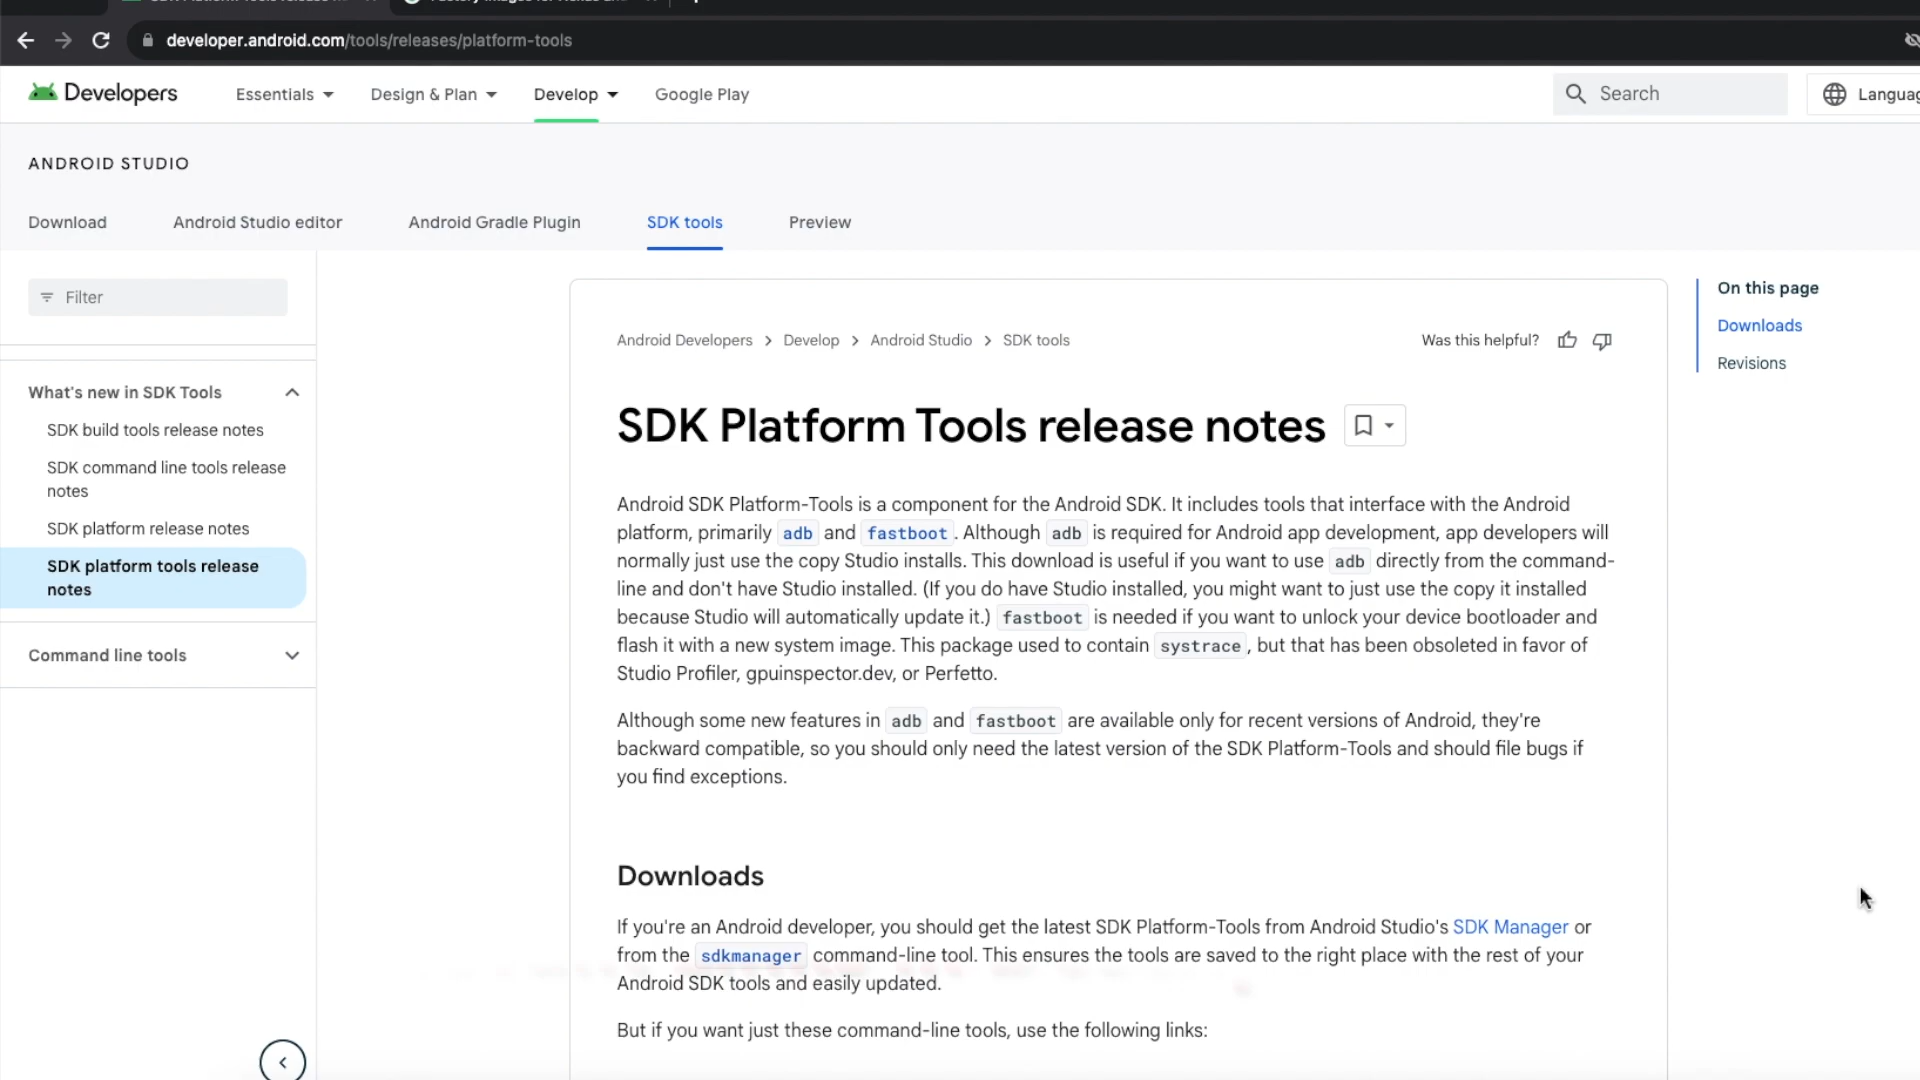 developer.android.com/tools/releases/platform-tools
Developers Essentials Design & Plan Develop Google Play Search
ANDROID STUDIO
Download Android Studio editor Android Gradle Plugin SDK tools Preview
Filter
What's new in SDK Tools
SDK build tools release notes
SDK command line tools release
notes
SDK platform release notes
SDK platform tools release
notes
Command line tools
Android Developers > Develop > Android Studio > SDK tools Was this helpful?
SDK Platform Tools release notes
Android SDK Platform-Tools is a component for the Android SDK. It includes tools that interface with the Android
platform, primarily adb and fastboot. Although adb is required for Android app development, app developers will
normally just use the copy Studio installs. This download is useful if you want to use adb directly from the command-
line and don't have Studio installed. (If you do have Studio installed, you might want to just use the copy it installed
because Studio will automatically update it.) fastboot is needed if you want to unlock your device bootloader and
flash it with a new system image. This package used to contain systrace, but that has been obsoleted in favor of
Studio Profiler, gpuinspector.dev, or Perfetto.
Although some new features in adb and fastboot are available only for recent versions of Android, they're
backward compatible, so you should only need the latest version of the SDK Platform-Tools and should file bugs if
you find exceptions.
Downloads
If you're an Android developer, you should get the latest SDK Platform-Tools from Android Studio's SDK Manager or
from the sdkmanager command-line tool. This ensures the tools are saved to the right place with the rest of your
Android SDK tools and easily updated.
But if you want just these command-line tools, use the following links:
On this page
Downloads
Revisions